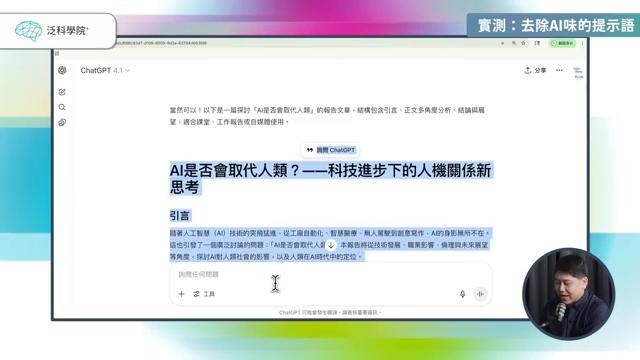 泛科學院
實測：去除AI味的提示語
ChatGPT 4.1
分享
當然可以！以下是一篇探討「AI是否會取代人類」的報告文章，結構包含引言、正文多角度分析、結論與展
望，適合課堂、工作報告或自媒體使用。
詢問 ChatGPT
AI是否會取代人類？——科技進步下的人機關係新
思考
引言
隨著人工智慧（AI）技術的突飛猛進，從工廠自動化、智慧醫療、無人駕駛到創意寫作，AI的身影無所不在。
這也引發了一個廣泛討論的問題：「AI是否會取代人類 本報告將從技術發展、職業影響、倫理與未來展望
等角度，探討AI對人類社會的影響，以及人類在AI時代中的定位。
詢問任何問題
工具
ChatGPT 可能會發生錯誤。請查核重要資訊。